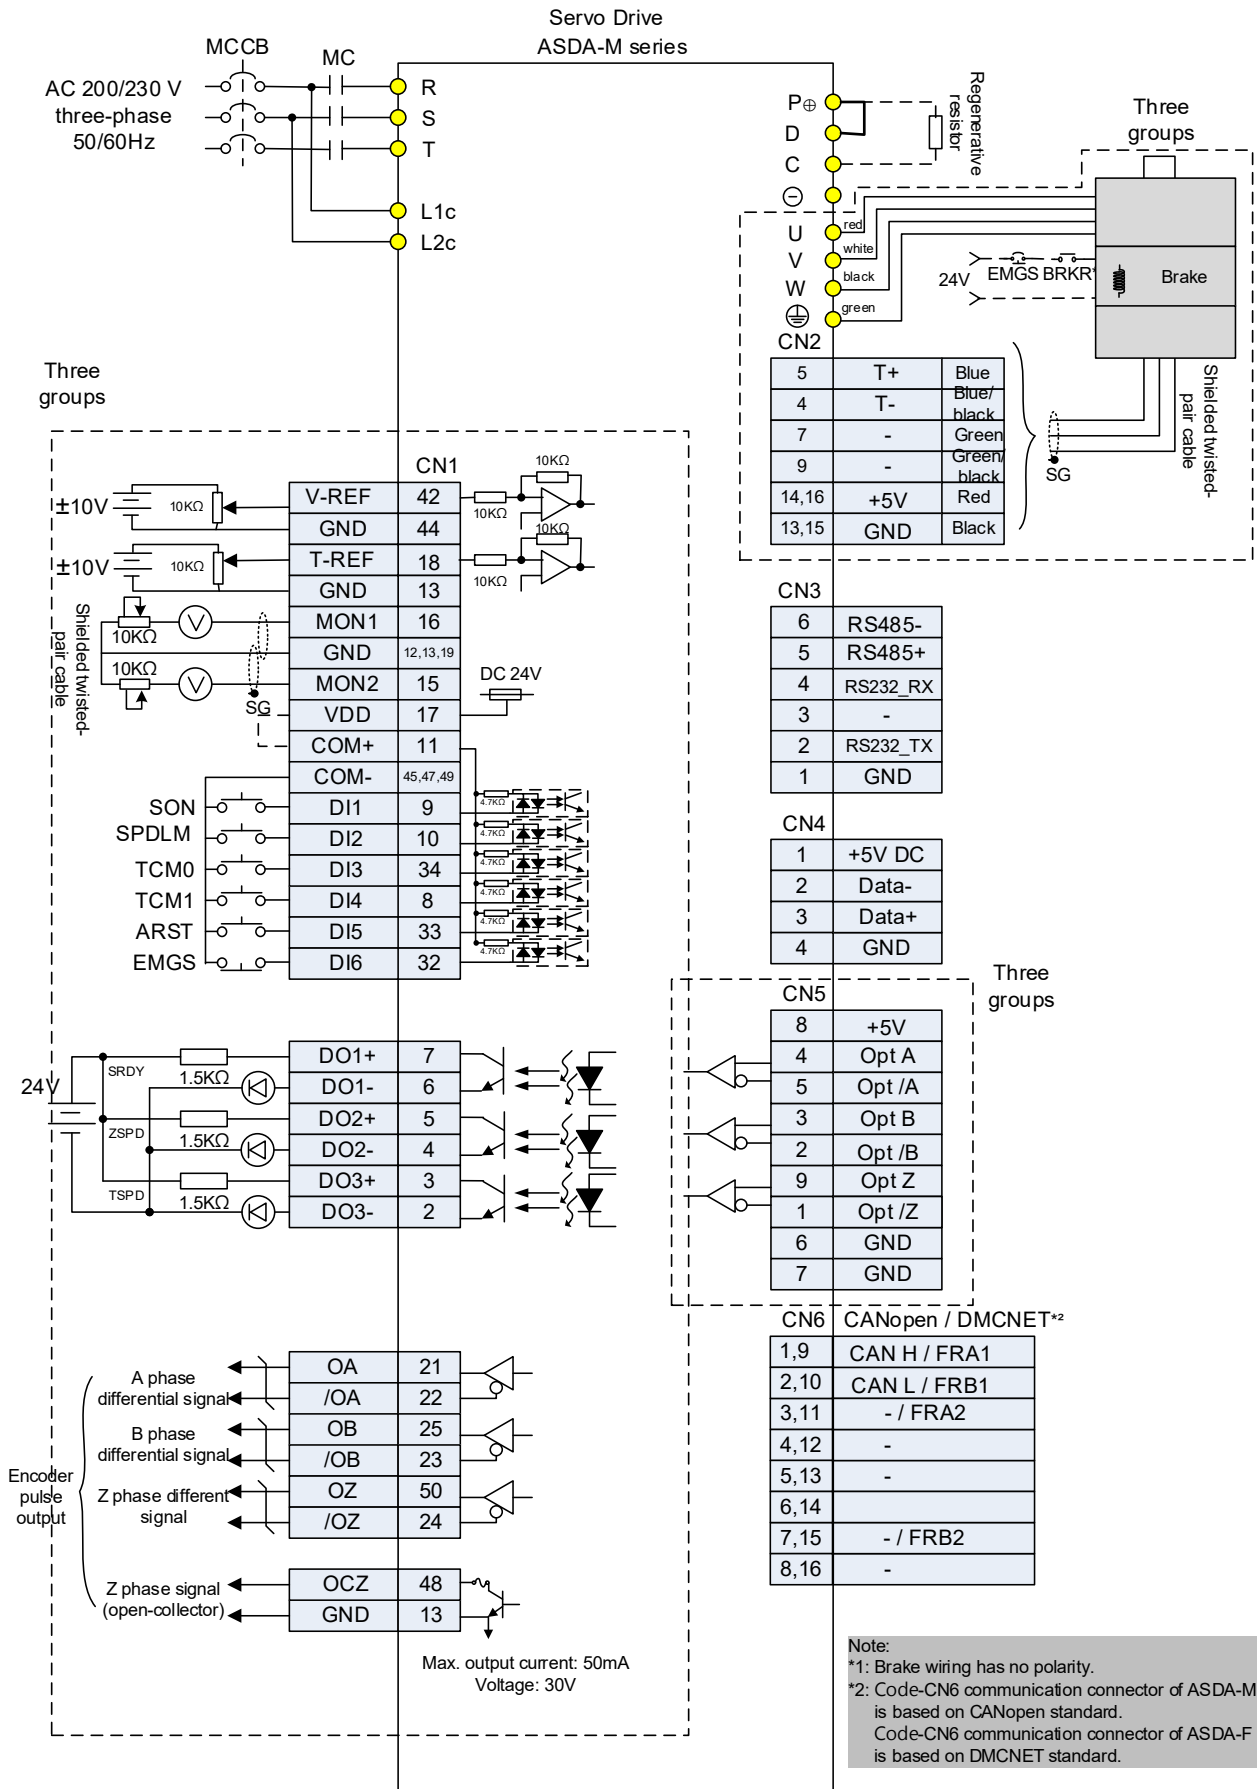 Servo Drive
ASDA-M series
MCCB
MC
AC 200/230 V
three-phase
50/60Hz
R
S
T
L1c
L2c
P⊕
D
C
⊖
U
V
W
Regenerative
resistor
Three
groups
red
white
black
green
24V
EMGS BRKR*
Brake
Shielded twisted-
pair cable
SG
CN2
5 T+ Blue
4 T- Blue/
black
7 - Green
9 - Green/
black
14,16 +5V Red
13,15 GND Black
Three
groups
CN1
±10V 10KΩ V-REF 42 10KΩ 10KΩ
GND 44
±10V 10KΩ T-REF 18 10KΩ 10KΩ
GND 13
10KΩ V MON1 16
GND 12,13,19
10KΩ V MON2 15
Shielded twisted-
pair cable
SG
DC 24V
VDD 17
COM+ 11
COM- 45,47,49
SON DI1 9 4.7KΩ
SPDLM DI2 10 4.7KΩ
TCM0 DI3 34 4.7KΩ
TCM1 DI4 8 4.7KΩ
ARST DI5 33 4.7KΩ
EMGS DI6 32 4.7KΩ
CN3
6 RS485-
5 RS485+
4 RS232_RX
3 -
2 RS232_TX
1 GND
CN4
1 +5V DC
2 Data-
3 Data+
4 GND
24V
SRDY DO1+ 7
1.5KΩ DO1- 6
ZSPD DO2+ 5
1.5KΩ DO2- 4
TSPD DO3+ 3
1.5KΩ DO3- 2
Three
groups
CN5
8 +5V
4 Opt A
5 Opt /A
3 Opt B
2 Opt /B
9 Opt Z
1 Opt /Z
6 GND
7 GND
CN6 CANopen / DMCNET*²
1,9 CAN H / FRA1
2,10 CAN L / FRB1
3,11 - / FRA2
4,12 -
5,13 -
6,14
7,15 - / FRB2
8,16 -
Encoder
pulse
output
A phase
differential signal
OA 21
/OA 22
B phase
differential signal
OB 25
/OB 23
Z phase different
signal
OZ 50
/OZ 24
Z phase signal
(open-collector)
OCZ 48
GND 13
Max. output current: 50mA
Voltage: 30V
Note:
*1: Brake wiring has no polarity.
*2: Code-CN6 communication connector of ASDA-M
is based on CANopen standard.
Code-CN6 communication connector of ASDA-F
is based on DMCNET standard.